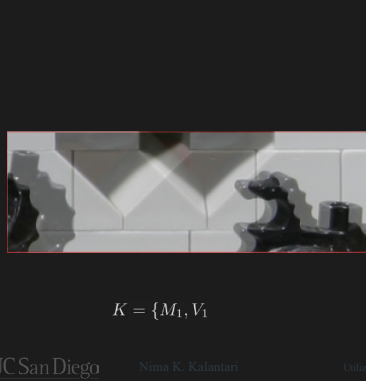 K = {M₁, V₁
UC San Diego
Nima K. Kalantari